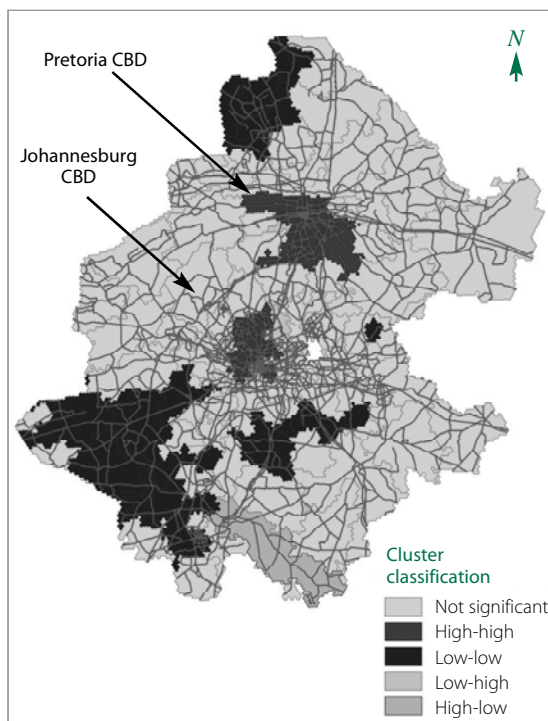 Pretoria CBD
N
Johannesburg
CBD
Cluster
classification
Not significant
High-high
Low-low
Low-high
High-low